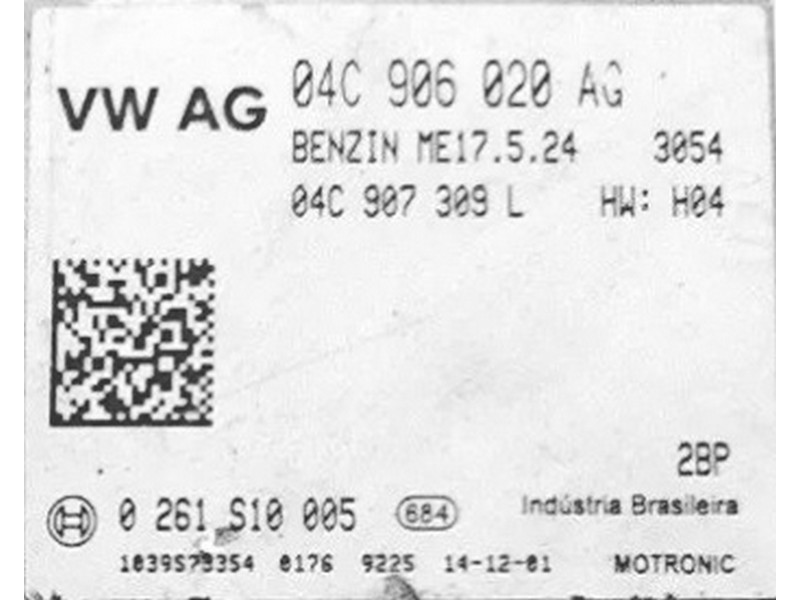 VW AG
04C 906 020 AG
BENZIN ME17.5.24 3054
04C 907 309 L HW: H04
2BP
0 261 S10 005 684
Indústria Brasileira
1039S73354 0176 9225 14-12-01 MOTRONIC